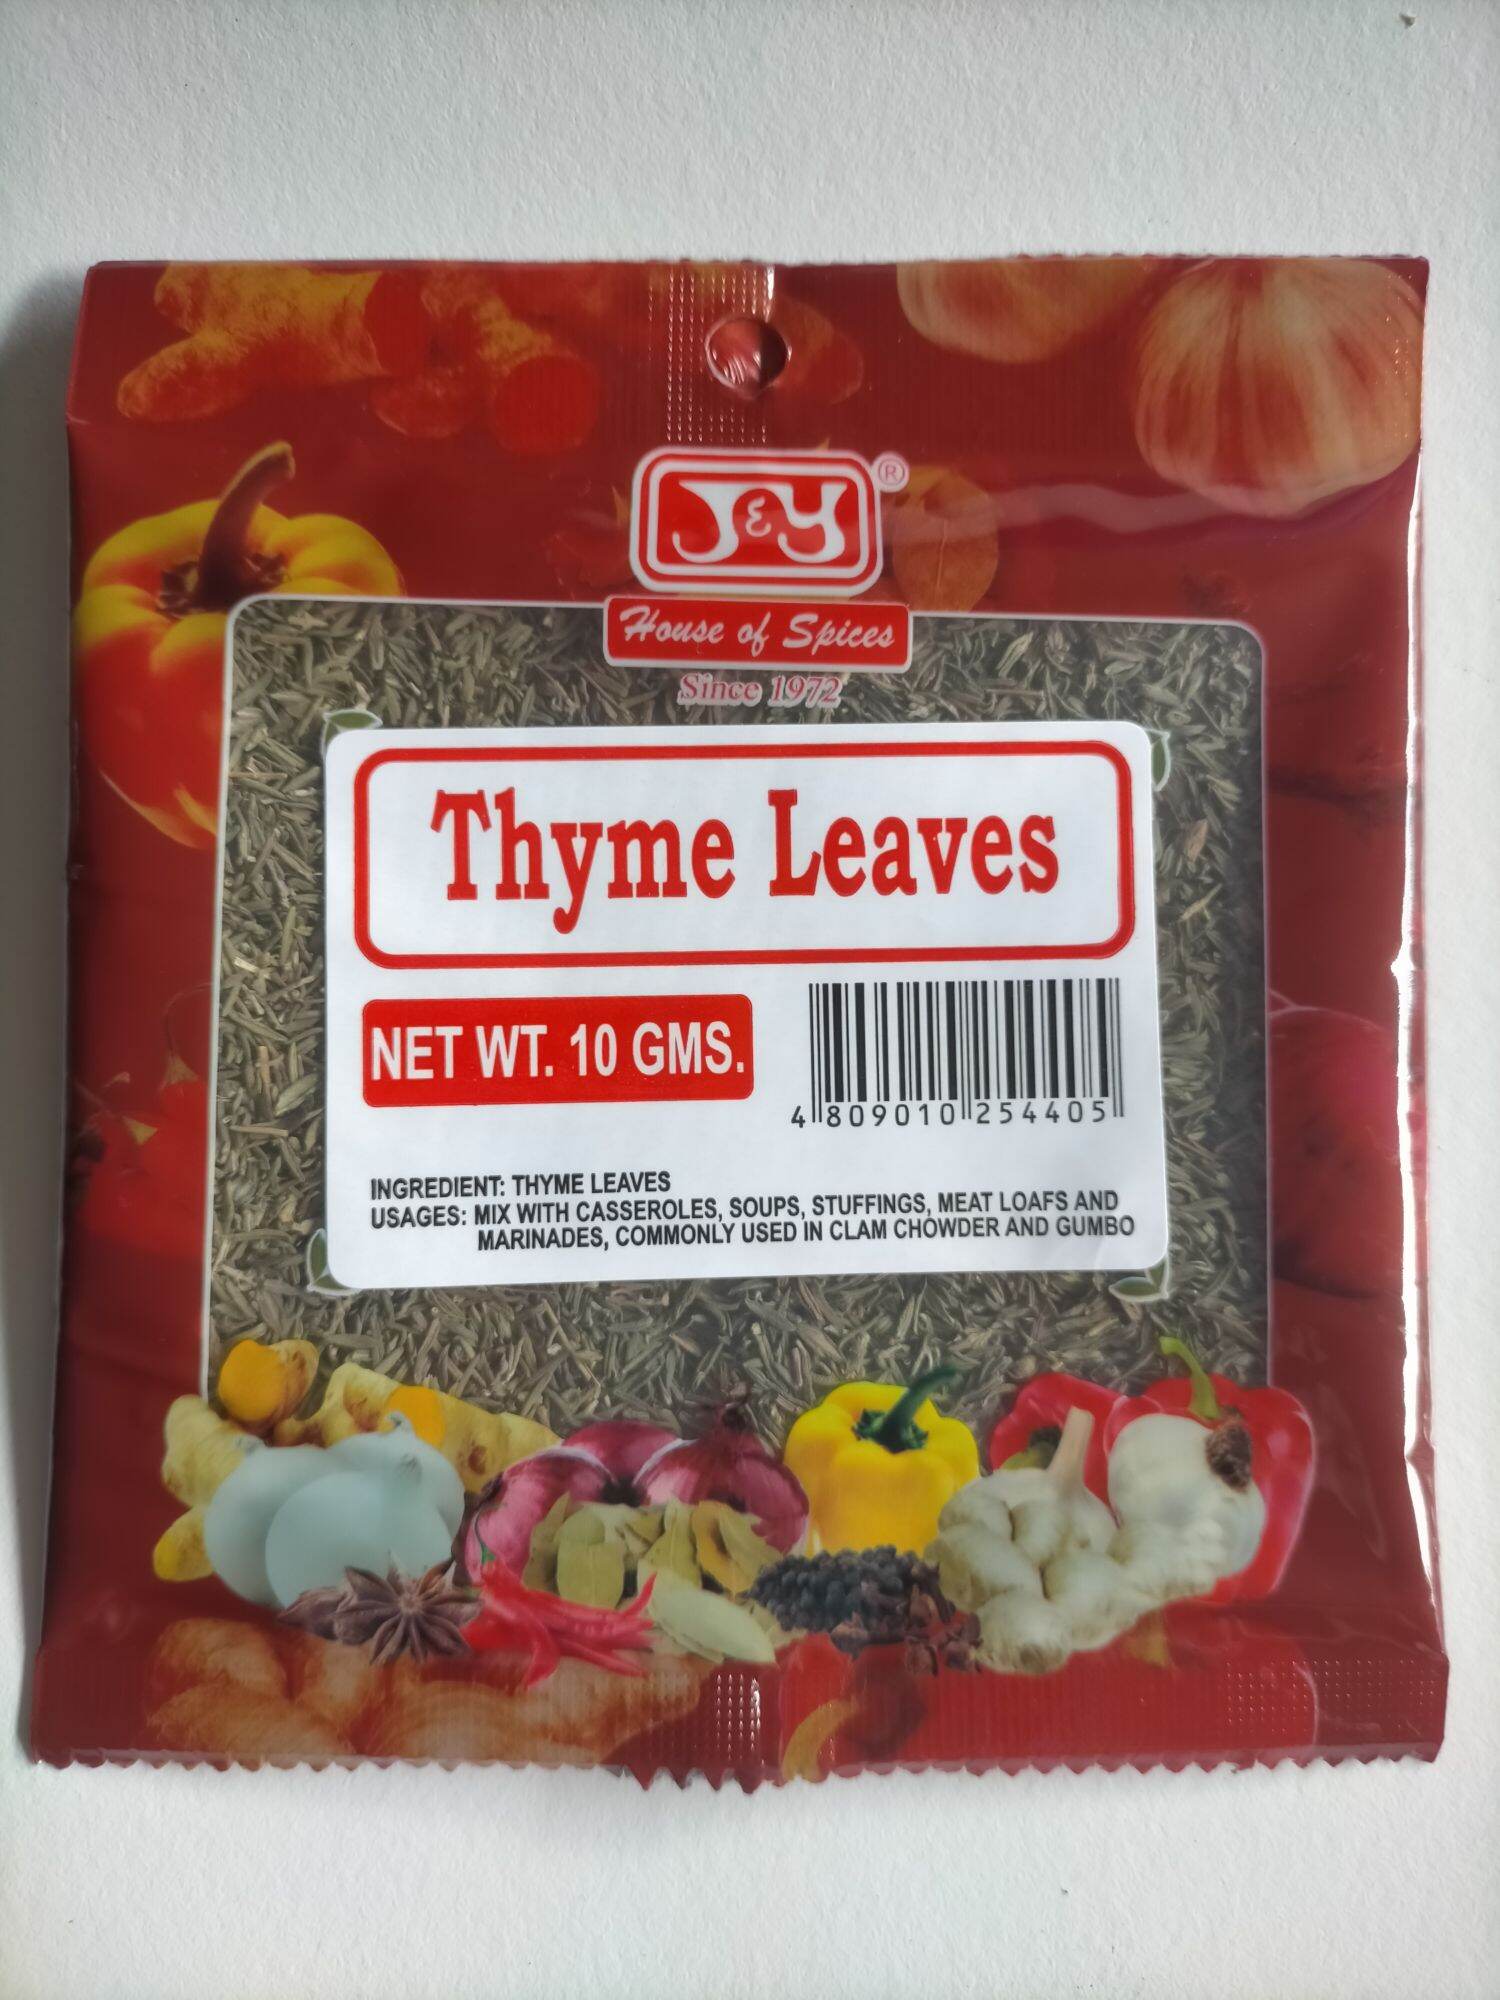 J&Y®
House of Spices
Since 1972
Thyme Leaves
NET WT. 10 GMS.
4 809010 254405
INGREDIENT: THYME LEAVES
USAGES: MIX WITH CASSEROLES, SOUPS, STUFFINGS, MEAT LOAFS AND
MARINADES, COMMONLY USED IN CLAM CHOWDER AND GUMBO